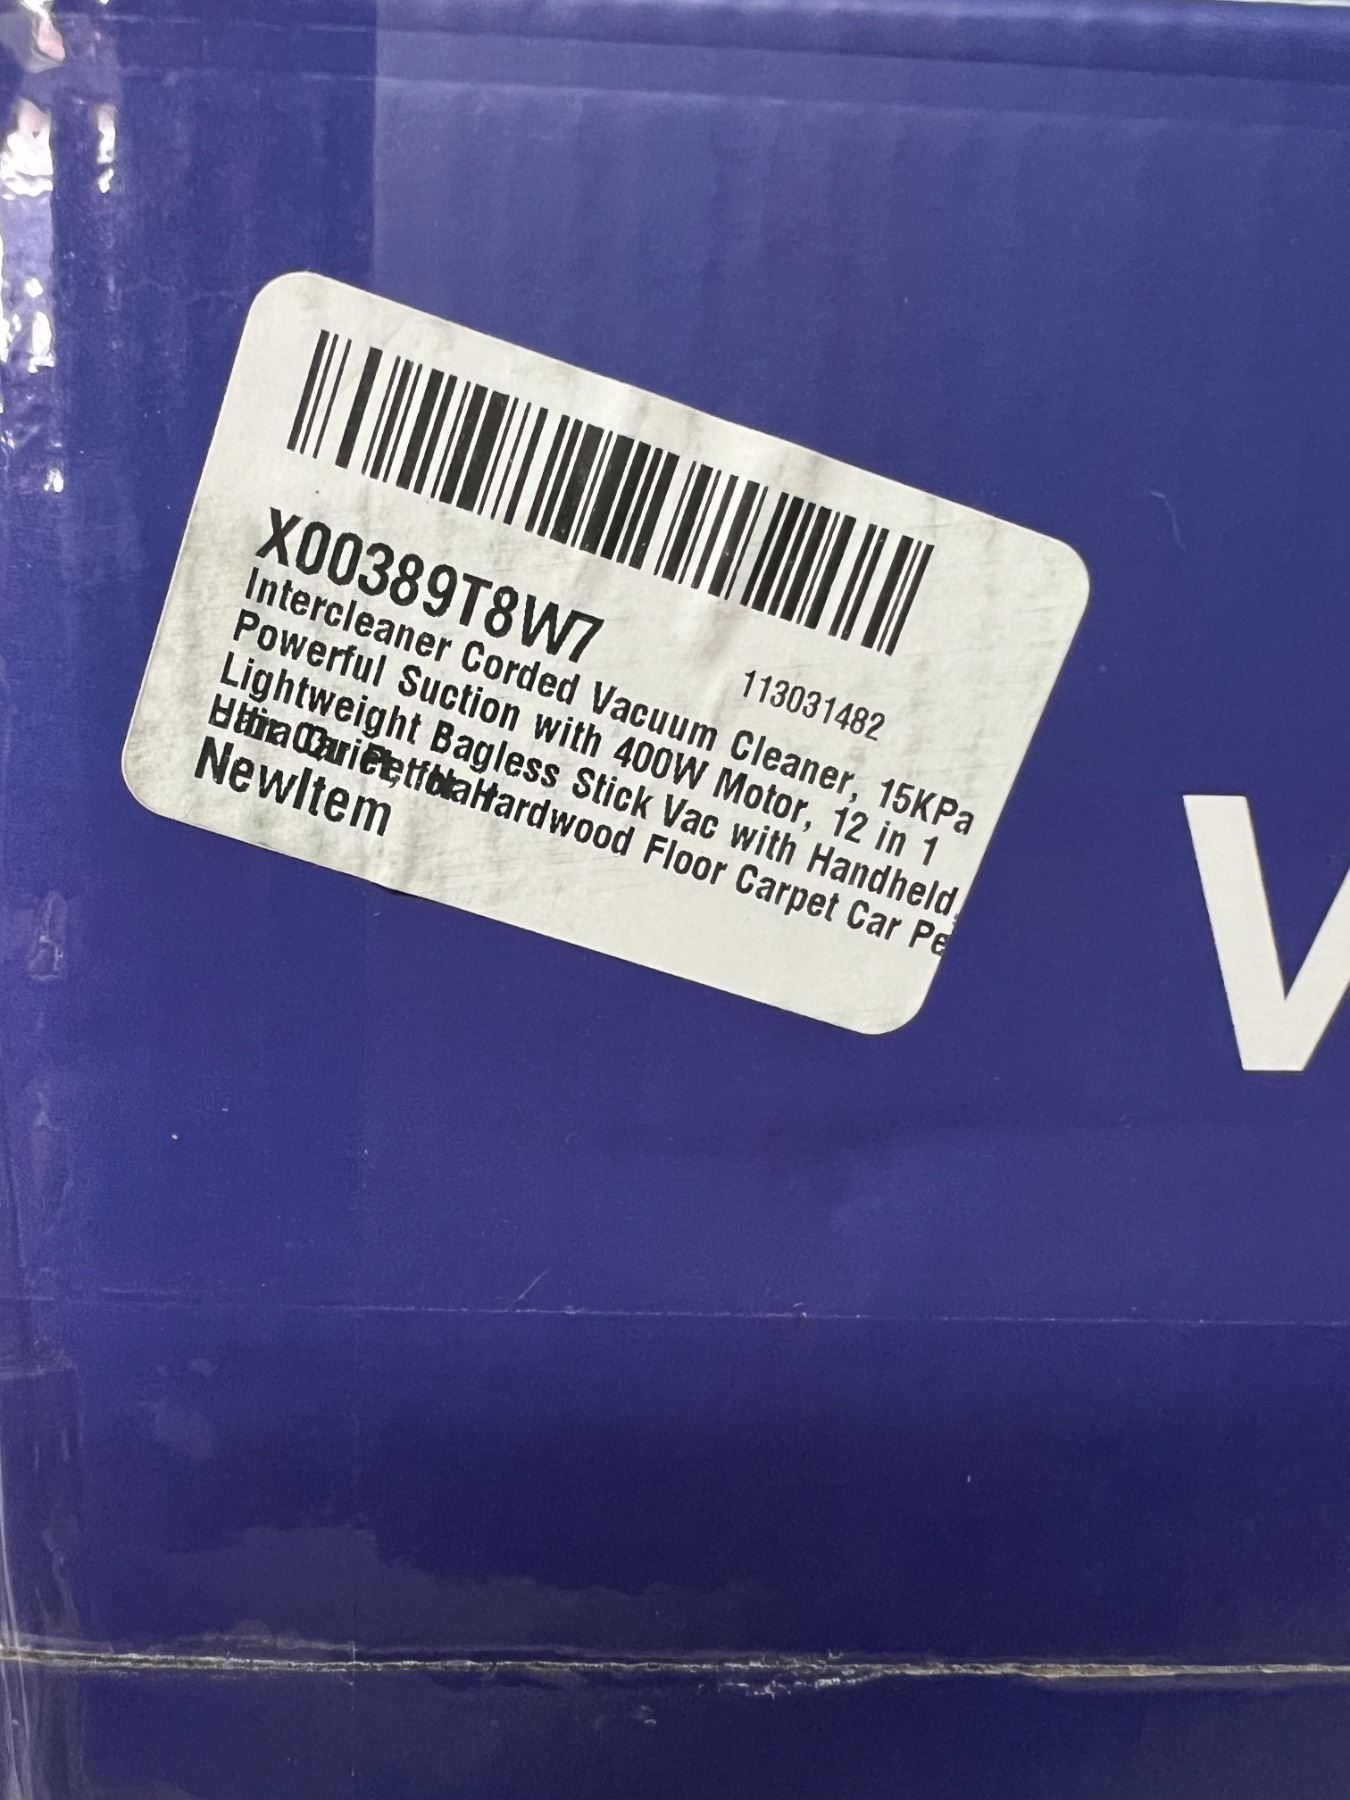 X00389T8W7
113031482
Intercleaner Corded Vacuum Cleaner, 15KPa
Powerful Suction with 400W Motor, 12 in 1
Lightweight Bagless Stick Vac with Handheld,
Hardwood Floor Carpet Car Pe
NewItem
V